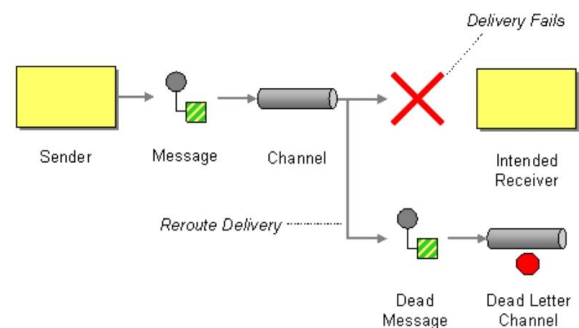 Delivery Fails
Sender
Message
Channel
Intended
Receiver
Reroute Delivery
Dead
Message
Dead Letter
Channel